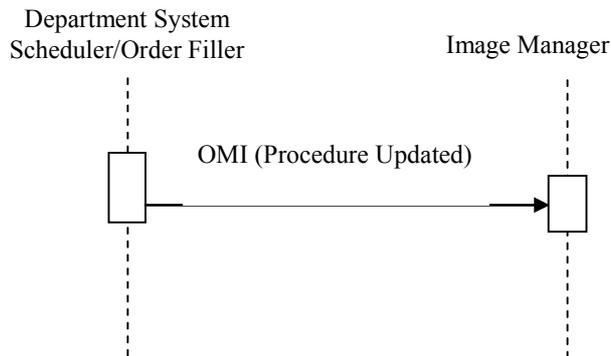 Department System
Scheduler/Order Filler
Image Manager
OMI (Procedure Updated)